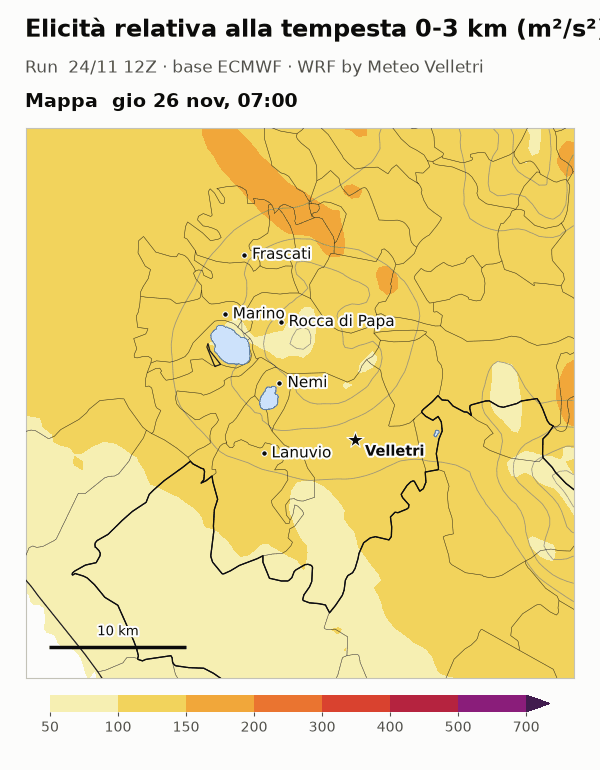 Elicità relativa alla tempesta 0-3 km (m²/s²)
Run  24/11 12Z · base ECMWF · WRF by Meteo Velletri
Mappa  gio 26 nov, 07:00
Frascati
Marino
Rocca di Papa
Nemi
Velletri
Lanuvio
10 km
50 100 150 200 300 400 500 700